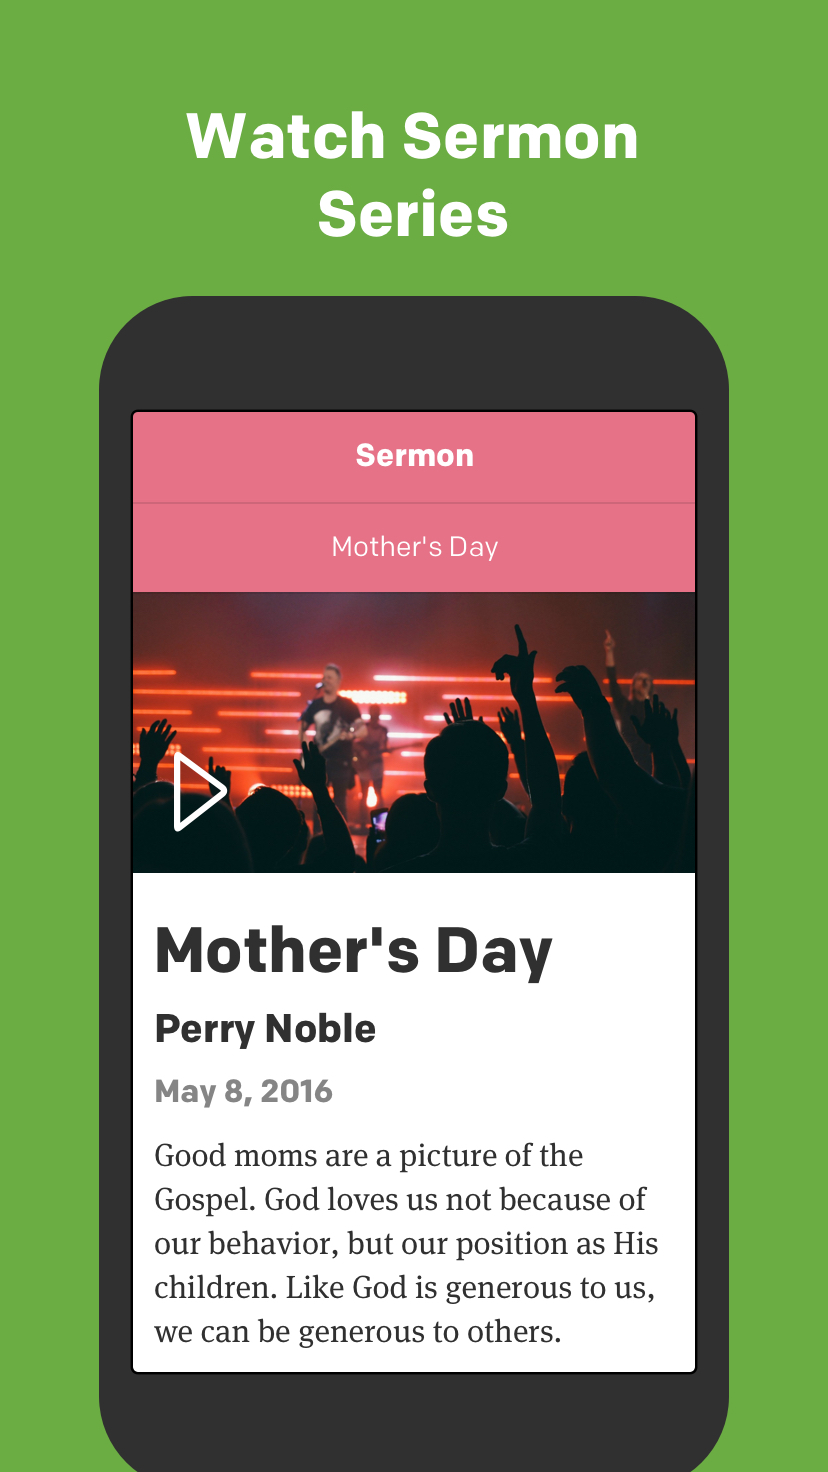 Watch Sermon
Series
Sermon
Mother's Day
Mother's Day
Perry Noble
May 8, 2016
Good moms are a picture of the
Gospel. God loves us not because of
our behavior, but our position as His
children. Like God is generous to us,
we can be generous to others.